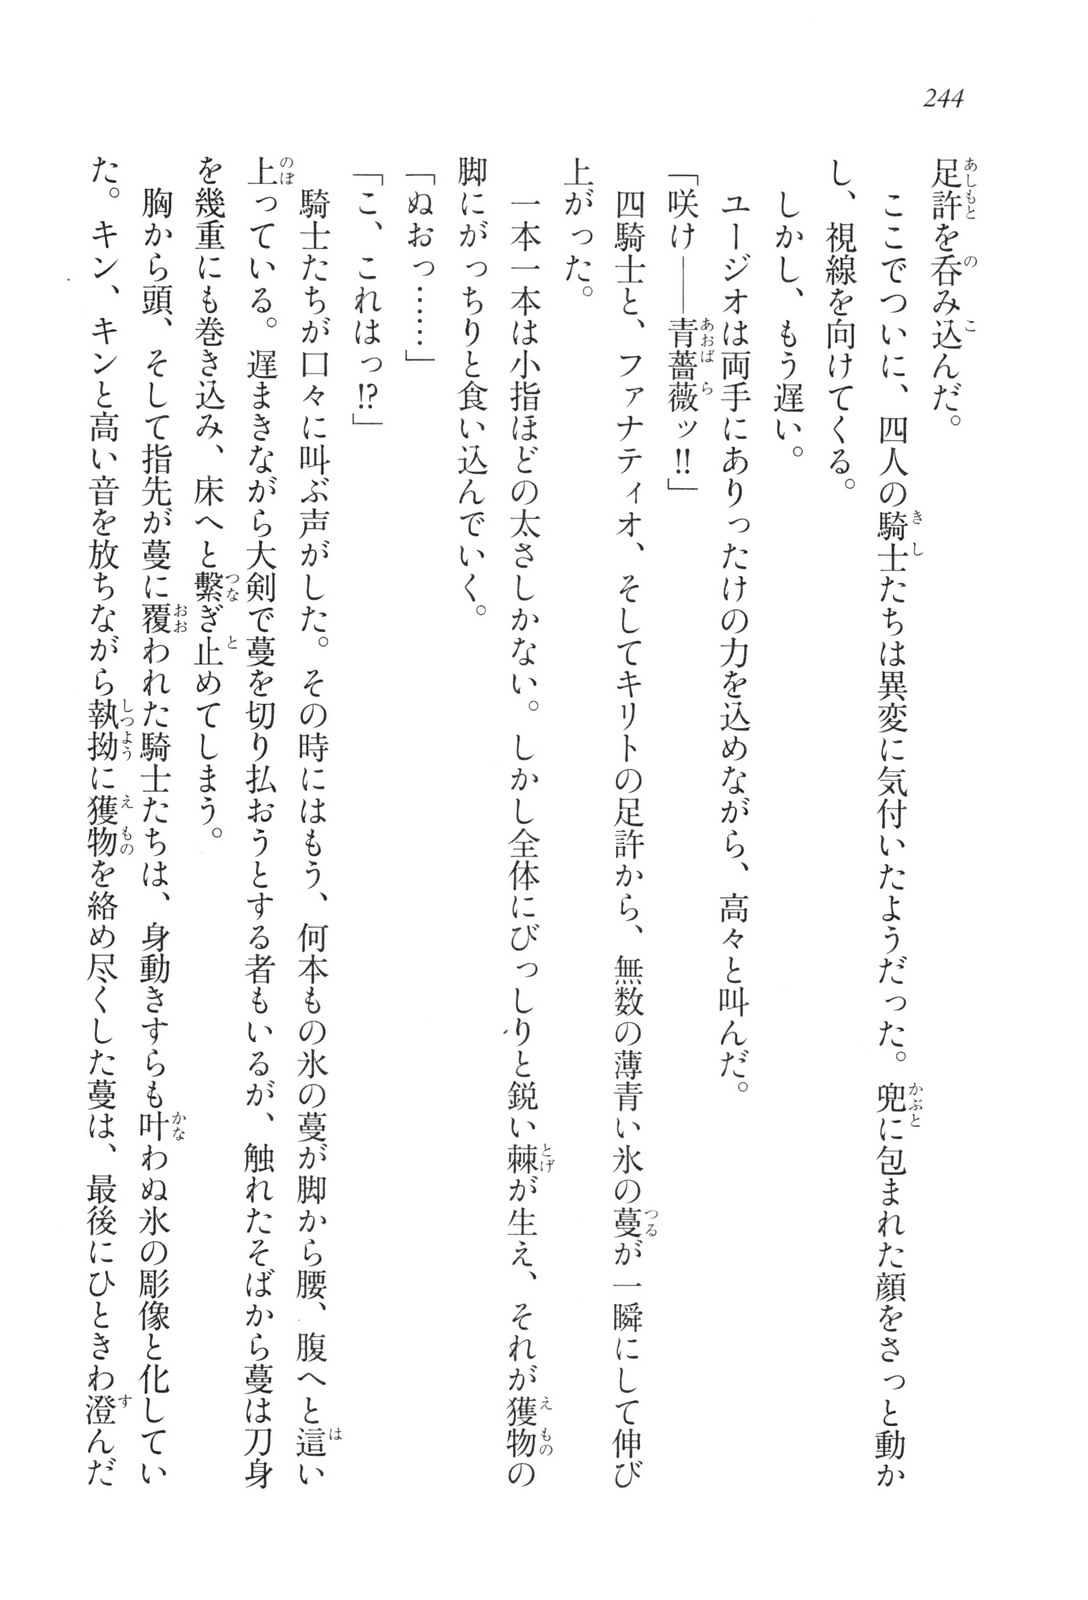 244
足許を呑み込んだ。
　ここでついに、四人の騎士たちは異変に気付いたようだった。兜に包まれた顔をさっと動か
し、視線を向けてくる。
　しかし、もう遅い。
　ユージオは両手にありったけの力を込めながら、高々と叫んだ。
「咲け――青薔薇ッ!!」
　四騎士と、ファナティオ、そしてキリトの足許から、無数の薄青い氷の蔓が一瞬にして伸び
上がった。
　一本一本は小指ほどの太さしかない。しかし全体にびっしりと鋭い棘が生え、それが獲物の
脚にがっちりと食い込んでいく。
「ぬおっ……」
「こ、これはっ!?」
　騎士たちが口々に叫ぶ声がした。その時にはもう、何本もの氷の蔓が脚から腰、腹へと這い
上っている。遅まきながら大剣で蔓を切り払おうとする者もいるが、触れたそばから蔓は刀身
を幾重にも巻き込み、床へと繋ぎ止めてしまう。
　胸から頭、そして指先が蔓に覆われた騎士たちは、身動きすらも叶わぬ氷の彫像と化してい
た。キン、キンと高い音を放ちながら執拗に獲物を絡め尽くした蔓は、最後にひときわ澄んだ